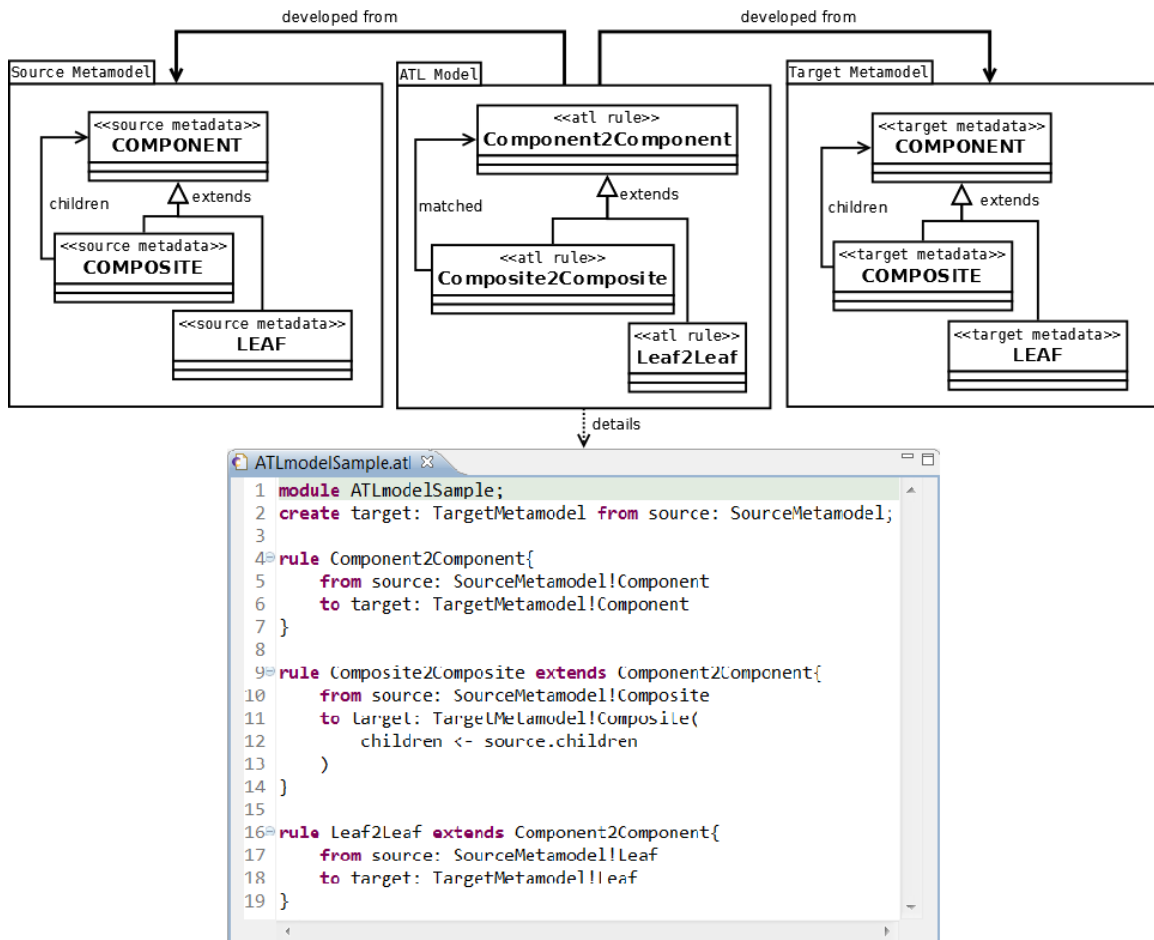 developed from
developed from
Source Metamodel
<<source metadata>>
COMPONENT
extends
children
<<source metadata>>
COMPOSITE
<<source metadata>>
LEAF
ATL Model
<<atl rule>>
Component2Component
extends
matched
<<atl rule>>
Composite2Composite
<<atl rule>>
Leaf2Leaf
Target Metamodel
<<target metadata>>
COMPONENT
extends
children
<<target metadata>>
COMPOSITE
<<target metadata>>
LEAF
details
ATLmodelSample.atl
1 module ATLmodelSample;
2 create target: TargetMetamodel from source: SourceMetamodel;
3
4 rule Component2Component{
5 from source: SourceMetamodel!Component
6 to target: TargetMetamodel!Component
7 }
8
9 rule Composite2Composite extends Component2Component{
10 from source: SourceMetamodel!Composite
11 to target: TargetMetamodel!Composite(
12 children <- source.children
13 )
14 }
15
16 rule Leaf2Leaf extends Component2Component{
17 from source: SourceMetamodel!Leaf
18 to target: TargetMetamodel!Leaf
19 }